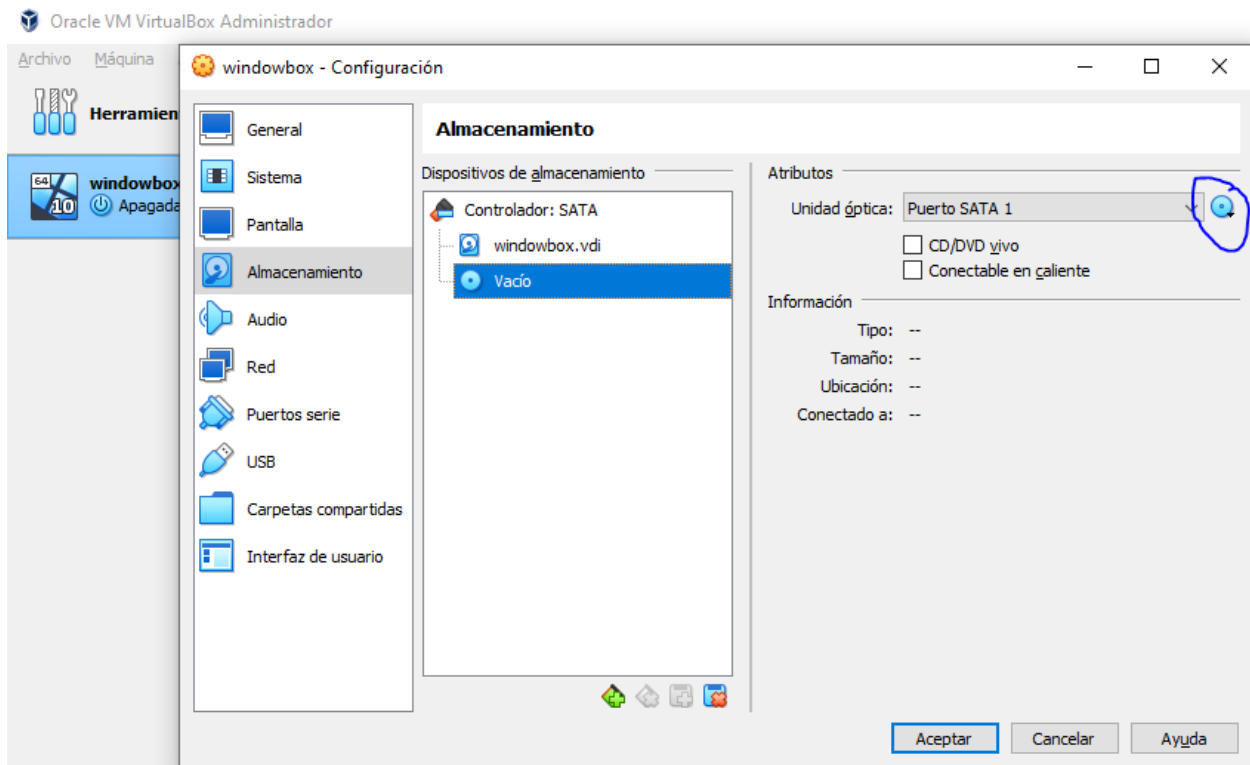 Oracle VM VirtualBox Administrador
Archivo Máquina
Herramien
64
10
windowbox
Apagada
windowbox - Configuración
General
Sistema
Pantalla
Almacenamiento
Audio
Red
Puertos serie
USB
Carpetas compartidas
Interfaz de usuario
Almacenamiento
Dispositivos de almacenamiento
Controlador: SATA
windowbox.vdi
Vacío
Atributos
Unidad óptica: Puerto SATA 1
CD/DVD vivo
Conectable en caliente
Información
Tipo: --
Tamaño: --
Ubicación: --
Conectado a: --
Aceptar Cancelar Ayuda